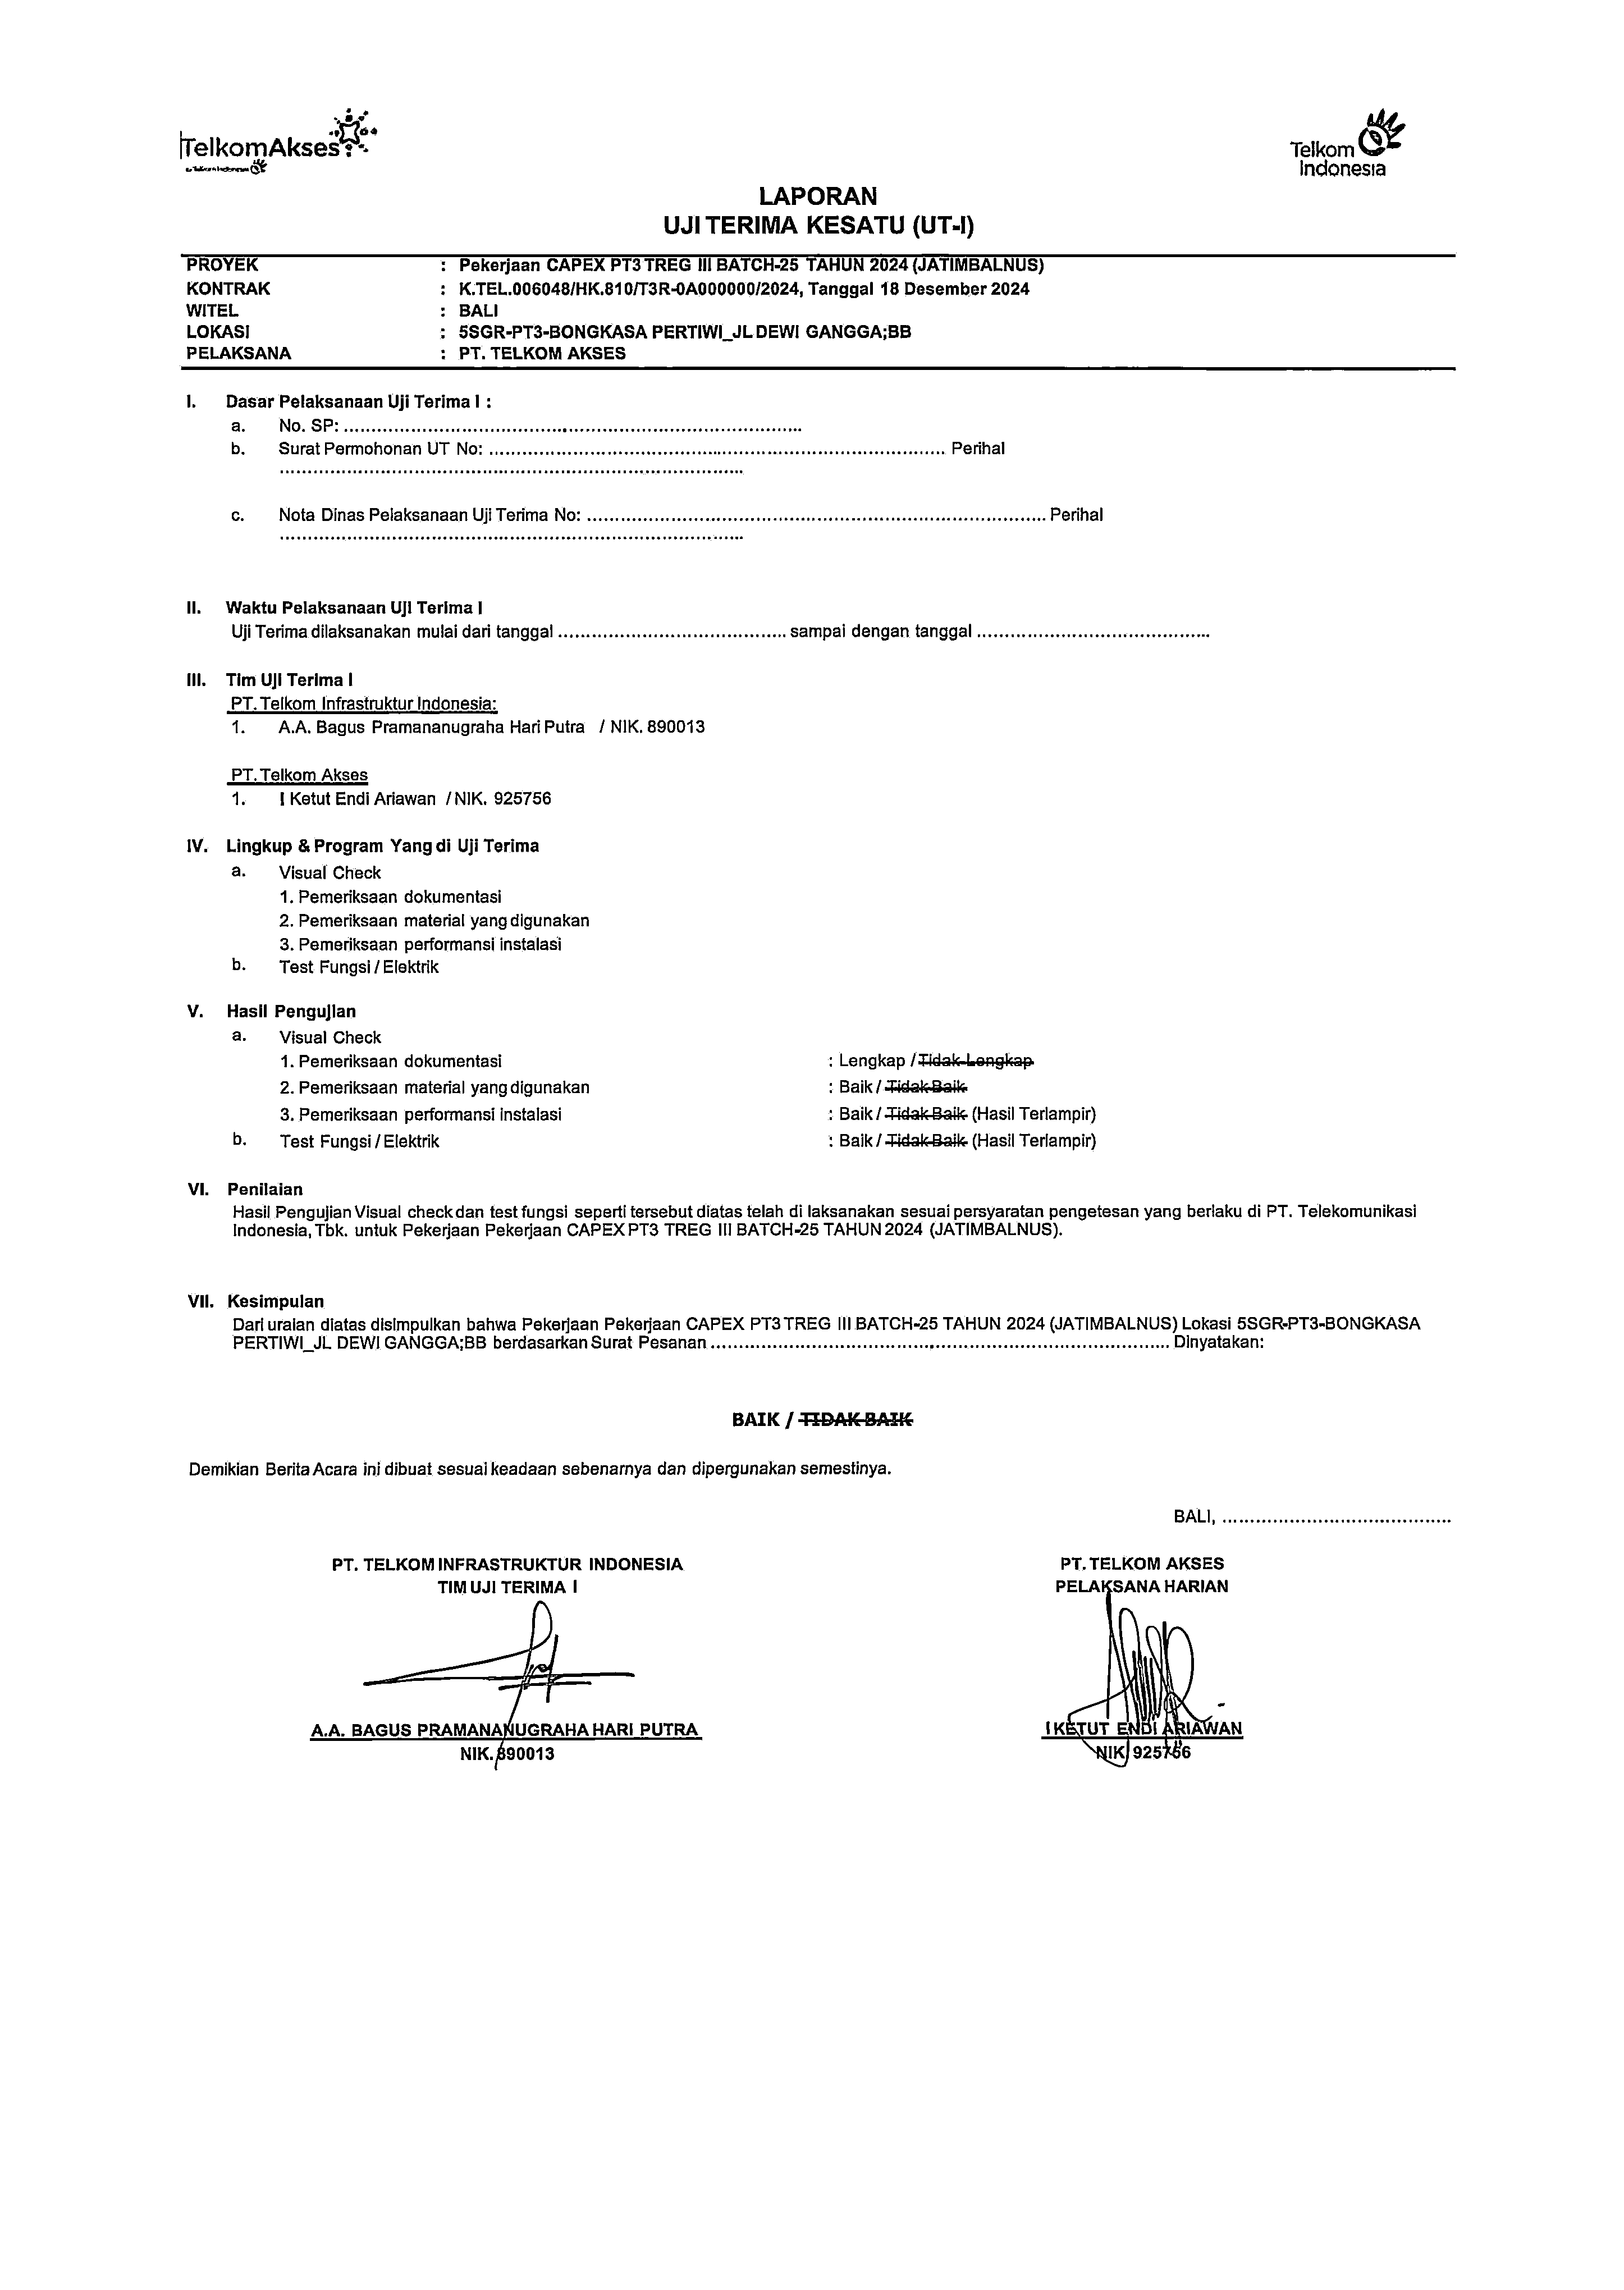 TelkomAkses
Telkom
Indonesia
LAPORAN
UJI TERIMA KESATU (UT-I)
PROYEK : Pekerjaan CAPEX PT3 TREG III BATCH-25 TAHUN 2024 (JATIMBALNUS)
KONTRAK : K.TEL.006048/HK.810/T3R-0A000000/2024, Tanggal 18 Desember 2024
WITEL : BALI
LOKASI : 5SGR-PT3-BONGKASA PERTIWI_JL DEWI GANGGA;BB
PELAKSANA : PT. TELKOM AKSES
I. Dasar Pelaksanaan Uji Terima I :
a. No. SP: ..................................................................................
b. Surat Permohonan UT No: .................................................................................. Perihal
..................................................................................
c. Nota Dinas Pelaksanaan Uji Terima No: .................................................................................. Perihal
..................................................................................
II. Waktu Pelaksanaan Uji Terima I
Uji Terima dilaksanakan mulai dari tanggal ......................................... sampai dengan tanggal .........................................
III. Tim Uji Terima I
PT. Telkom Infrastruktur Indonesia:
1. A.A. Bagus Pramananugraha Hari Putra / NIK. 890013
PT. Telkom Akses
1. I Ketut Endi Ariawan / NIK. 925756
IV. Lingkup & Program Yang di Uji Terima
a. Visual Check
1. Pemeriksaan dokumentasi
2. Pemeriksaan material yang digunakan
3. Pemeriksaan performansi instalasi
b. Test Fungsi / Elektrik
V. Hasil Pengujian
a. Visual Check
1. Pemeriksaan dokumentasi : Lengkap / Tidak Lengkap
2. Pemeriksaan material yang digunakan : Baik / Tidak Baik
3. Pemeriksaan performansi instalasi : Baik / Tidak Baik (Hasil Terlampir)
b. Test Fungsi / Elektrik : Baik / Tidak Baik (Hasil Terlampir)
VI. Penilaian
Hasil Pengujian Visual check dan test fungsi seperti tersebut diatas telah di laksanakan sesuai persyaratan pengetesan yang berlaku di PT. Telekomunikasi
Indonesia, Tbk. untuk Pekerjaan Pekerjaan CAPEX PT3 TREG III BATCH-25 TAHUN 2024 (JATIMBALNUS).
VII. Kesimpulan
Dari uraian diatas disimpulkan bahwa Pekerjaan Pekerjaan CAPEX PT3 TREG III BATCH-25 TAHUN 2024 (JATIMBALNUS) Lokasi 5SGR-PT3-BONGKASA
PERTIWI_JL DEWI GANGGA;BB berdasarkan Surat Pesanan .................................................................................. Dinyatakan:
BAIK / TIDAK BAIK
Demikian Berita Acara ini dibuat sesuai keadaan sebenarnya dan dipergunakan semestinya.
BALI, .........................................
PT. TELKOM INFRASTRUKTUR INDONESIA
TIM UJI TERIMA I
A.A. BAGUS PRAMANANUGRAHA HARI PUTRA
NIK. 890013
PT. TELKOM AKSES
PELAKSANA HARIAN
I KETUT ENDI ARIAWAN
NIK 925756